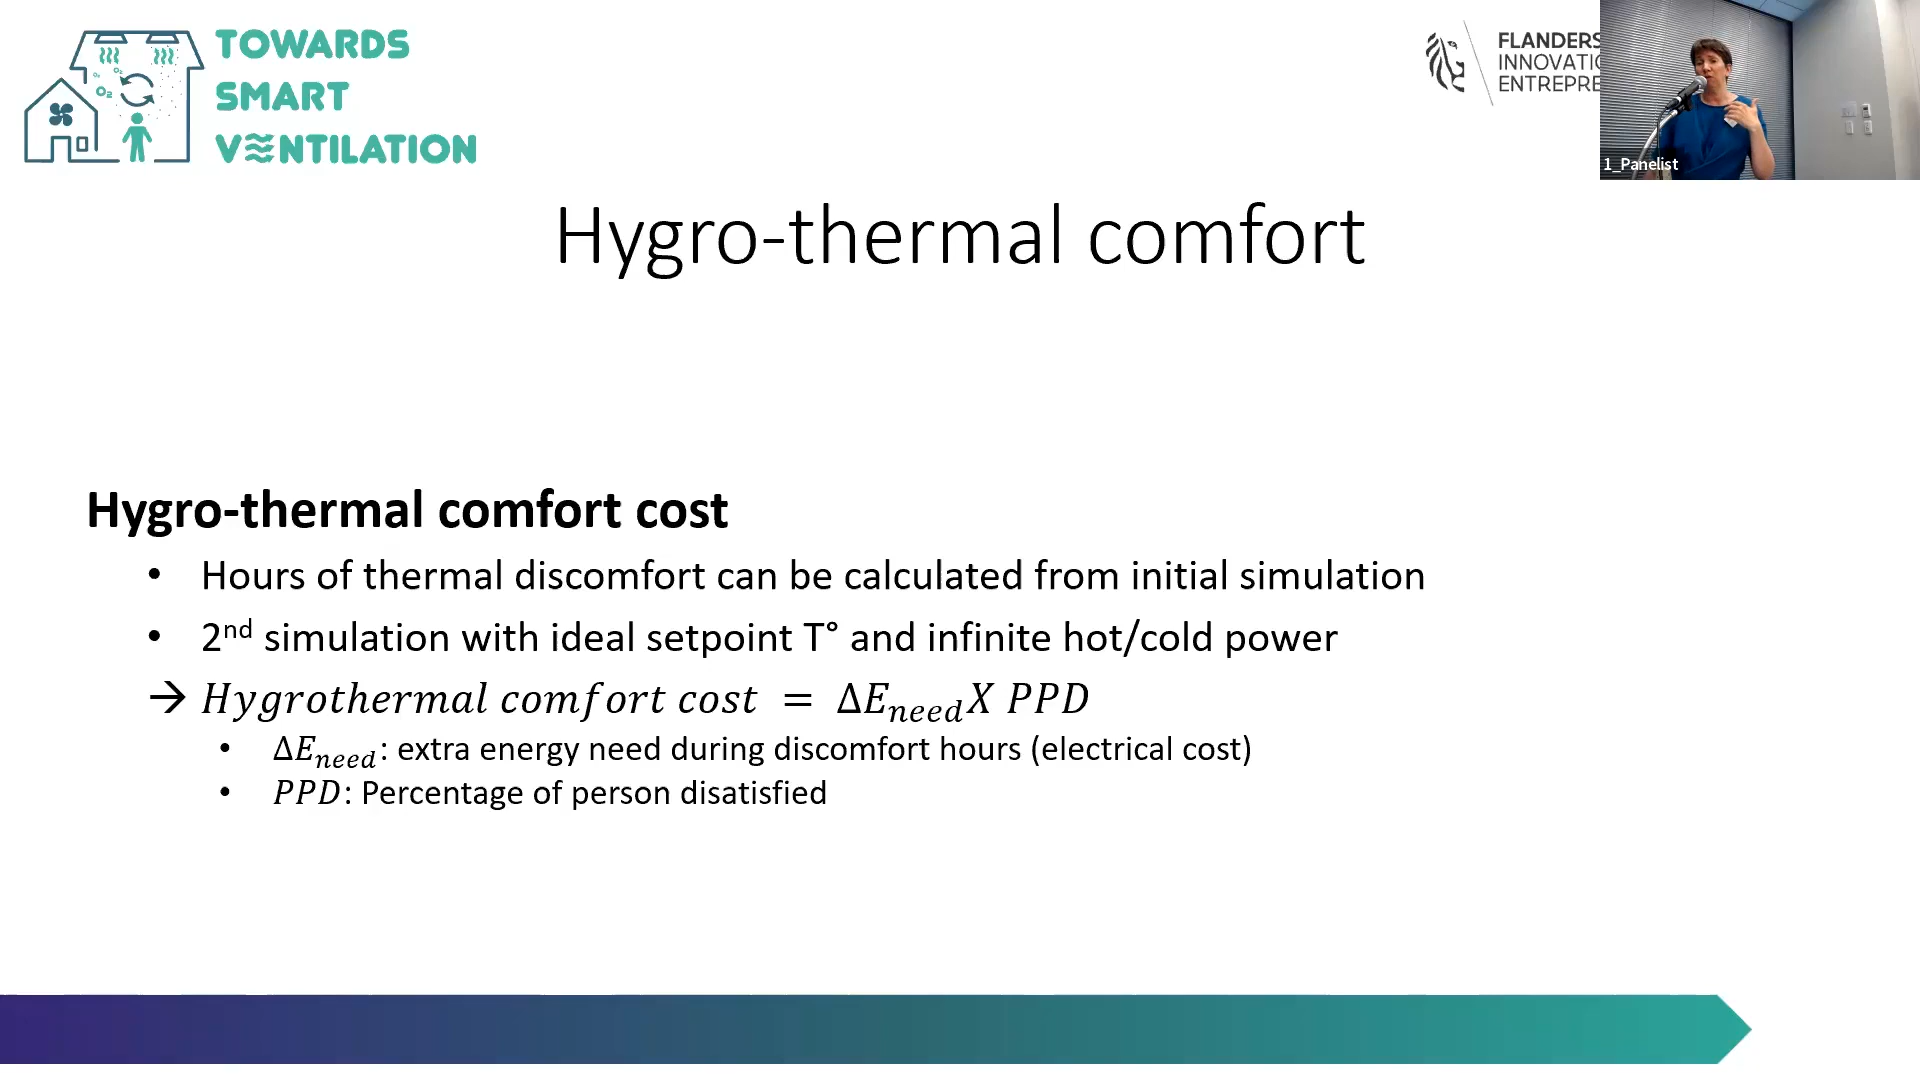 TOWARDS
SMART
VENTILATION
FLANDERS
INNOVATI
ENTREPRE
1_Panelist
Hygro-thermal comfort
Hygro-thermal comfort cost
• Hours of thermal discomfort can be calculated from initial simulation
• 2nd simulation with ideal setpoint T° and infinite hot/cold power
→ Hygrothermal comfort cost = ΔE_need X PPD
• ΔE_need: extra energy need during discomfort hours (electrical cost)
• PPD: Percentage of person disatisfied